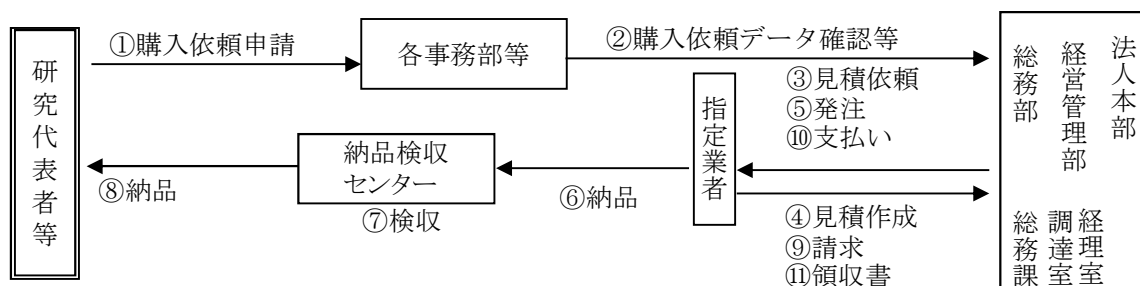 ①購入依頼申請
各事務部等
②購入依頼データ確認等
③見積依頼
⑤発注
⑩支払い
研究代表者等
⑧納品
納品検収
センター
⑦検収
⑥納品
指定業者
④見積作成
⑨請求
⑪領収書
法人本部
経営管理部
総務部
経理室
調達室
総務課